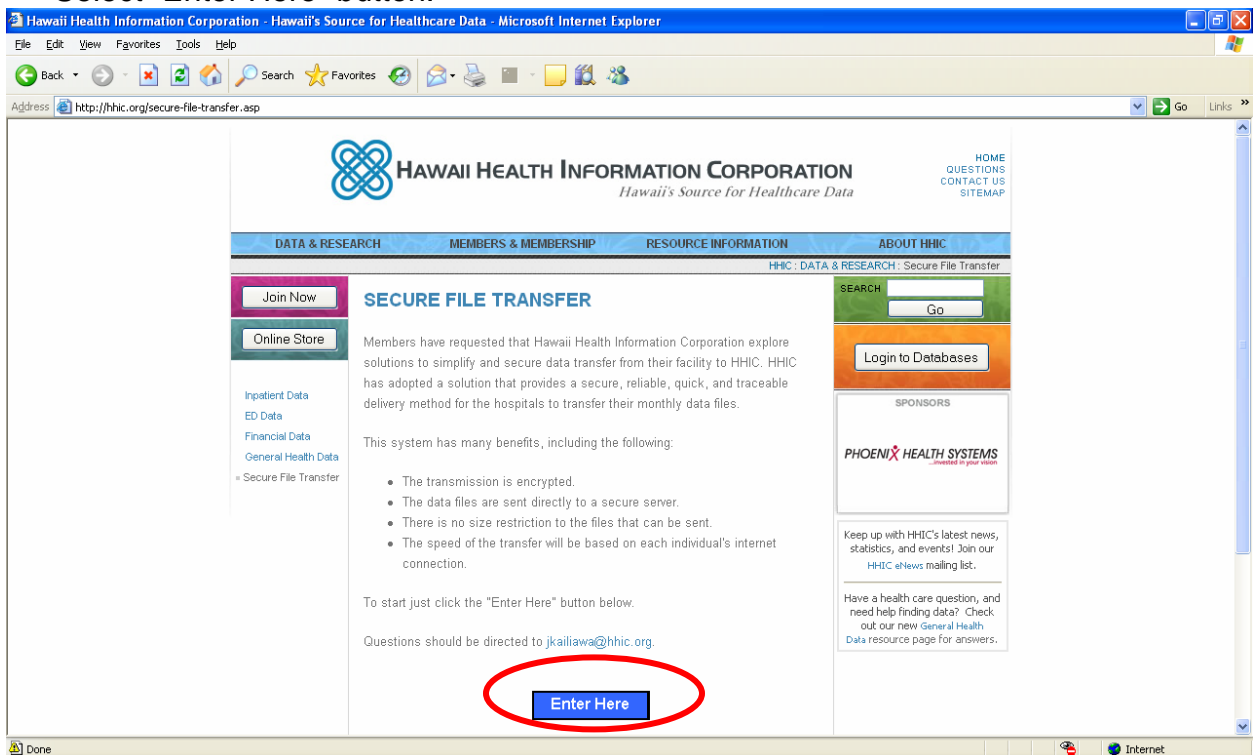 Select "Enter Here" button.
Hawaii Health Information Corporation - Hawaii's Source for Healthcare Data - Microsoft Internet Explorer
File Edit View Favorites Tools Help
Back Search Favorites
Address http://hhic.org/secure-file-transfer.asp Go Links »
HAWAII HEALTH INFORMATION CORPORATION
Hawaii's Source for Healthcare Data
HOME
QUESTIONS
CONTACT US
SITEMAP
DATA & RESEARCH MEMBERS & MEMBERSHIP RESOURCE INFORMATION ABOUT HHIC
HHIC : DATA & RESEARCH : Secure File Transfer
Join Now
Online Store
Inpatient Data
ED Data
Financial Data
General Health Data
» Secure File Transfer
SECURE FILE TRANSFER
Members have requested that Hawaii Health Information Corporation explore
solutions to simplify and secure data transfer from their facility to HHIC. HHIC
has adopted a solution that provides a secure, reliable, quick, and traceable
delivery method for the hospitals to transfer their monthly data files.
This system has many benefits, including the following:
• The transmission is encrypted.
• The data files are sent directly to a secure server.
• There is no size restriction to the files that can be sent.
• The speed of the transfer will be based on each individual's internet
connection.
To start just click the "Enter Here" button below.
Questions should be directed to jkailiawa@hhic.org.
Enter Here
SEARCH
Go
Login to Databases
SPONSORS
PHOENIX HEALTH SYSTEMS
...invested in your vision
Keep up with HHIC's latest news,
statistics, and events! Join our
HHIC eNews mailing list.
Have a health care question, and
need help finding data? Check
out our new General Health
Data resource page for answers.
Done Internet